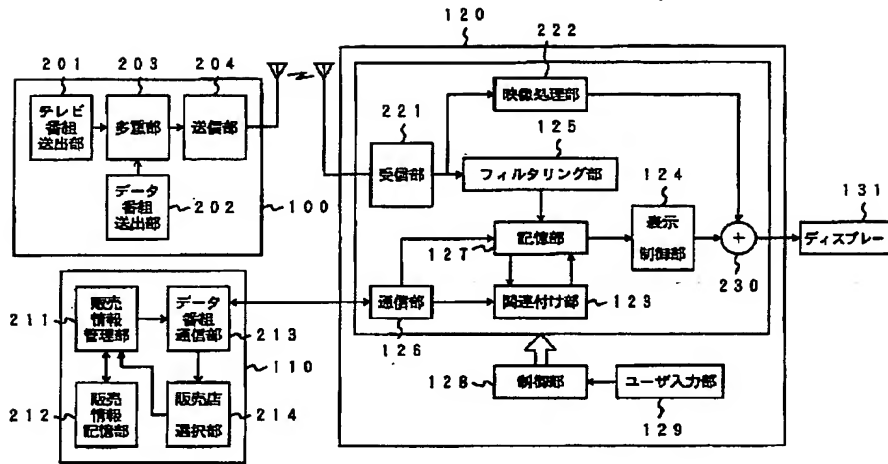 120
222
201
203
204
テレビ
番組
送出部
多重部
送信部
データ
番組
送出部
202
100
221
受信部
映像処理部
125
フィルタリング部
124
表示
制御部
131
ディスプレー
127
記憶部
+
230
通信部
126
関連付け部
123
211
販売
情報
管理部
データ
番組
通信部
213
110
212
販売
情報
記憶部
販売店
選択部
214
128
制御部
ユーザ入力部
129